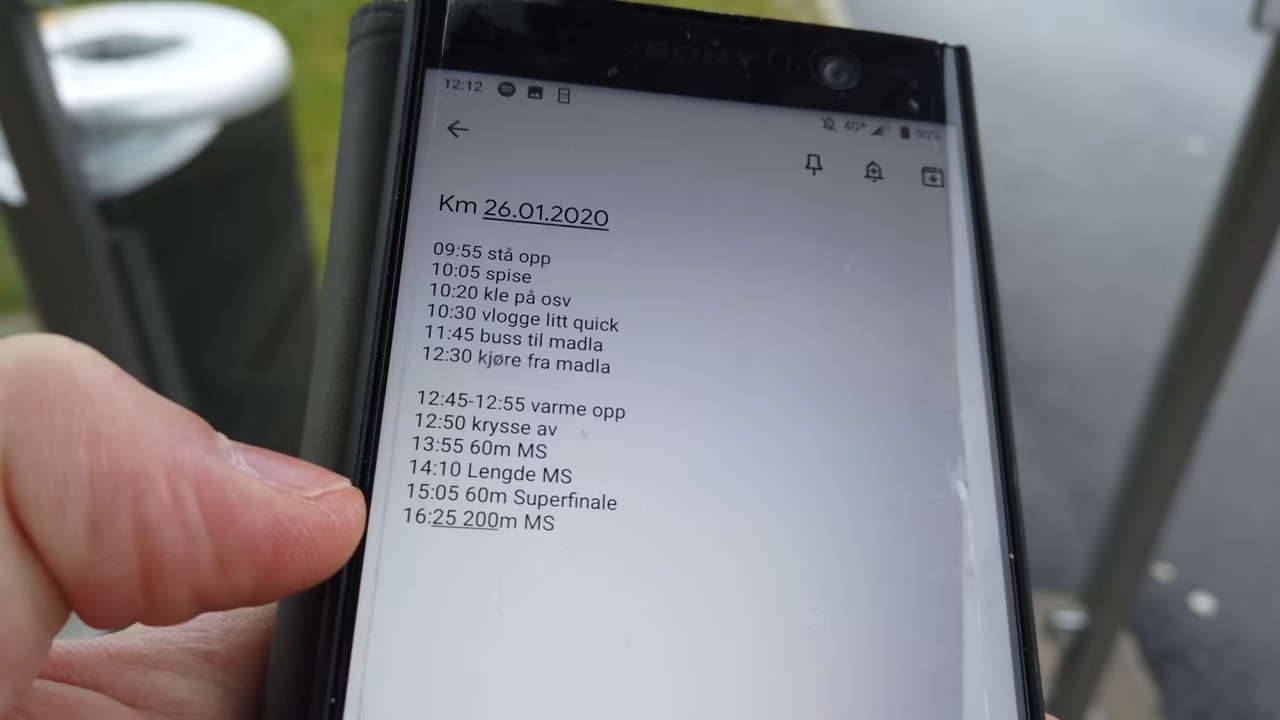 SONY
12:12
4G+ 90%
Km 26.01.2020
09:55 stå opp
10:05 spise
10:20 kle på osv
10:30 vlogge litt quick
11:45 buss til madla
12:30 kjøre fra madla
12:45-12:55 varme opp
12:50 krysse av
13:55 60m MS
14:10 Lengde MS
15:05 60m Superfinale
16:25 200m MS